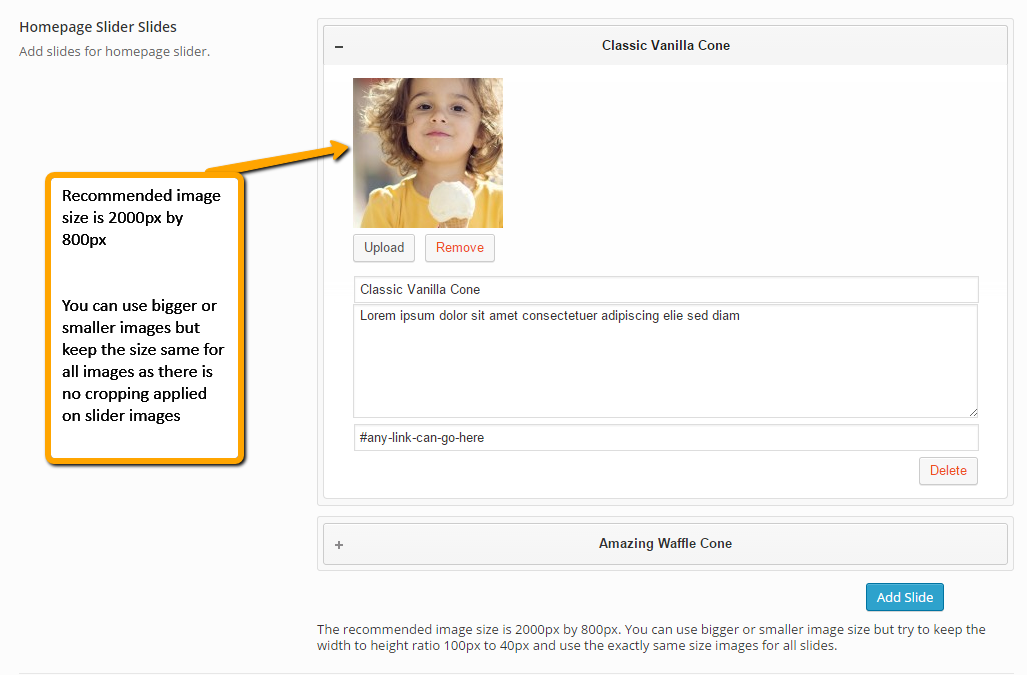 Homepage Slider Slides
Add slides for homepage slider.
Recommended image
size is 2000px by
800px
You can use bigger or
smaller images but
keep the size same for
all images as there is
no cropping applied
on slider images
− Classic Vanilla Cone
Upload Remove
Classic Vanilla Cone
Lorem ipsum dolor sit amet consectetuer adipiscing elie sed diam
#any-link-can-go-here
Delete
+ Amazing Waffle Cone
Add Slide
The recommended image size is 2000px by 800px. You can use bigger or smaller image size but try to keep the
width to height ratio 100px to 40px and use the exactly same size images for all slides.